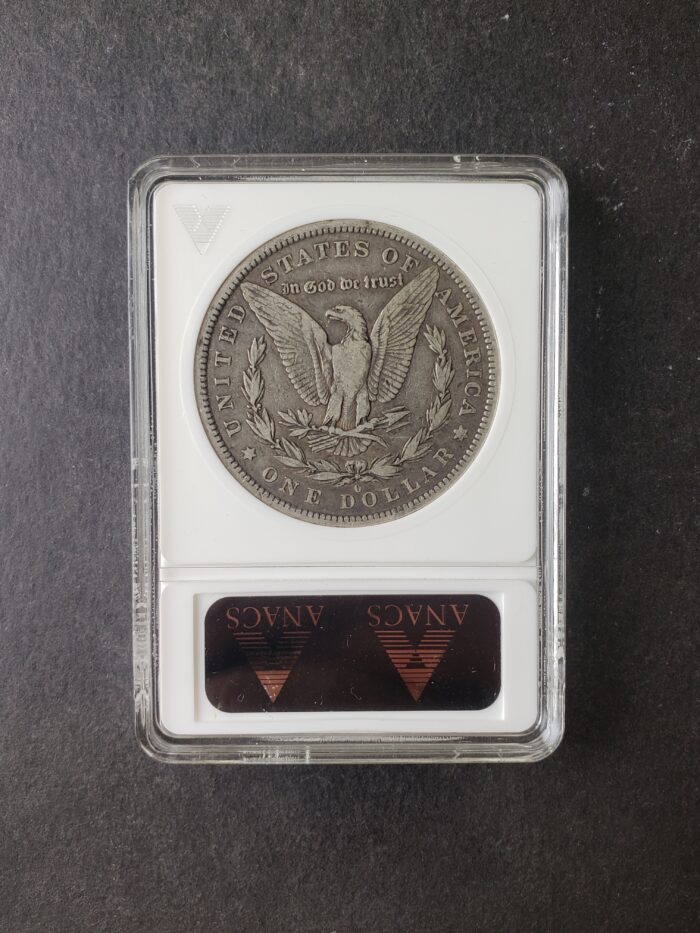 UNITED STATES OF AMERICA
In God we trust
O
ONE DOLLAR
ANACS ANACS